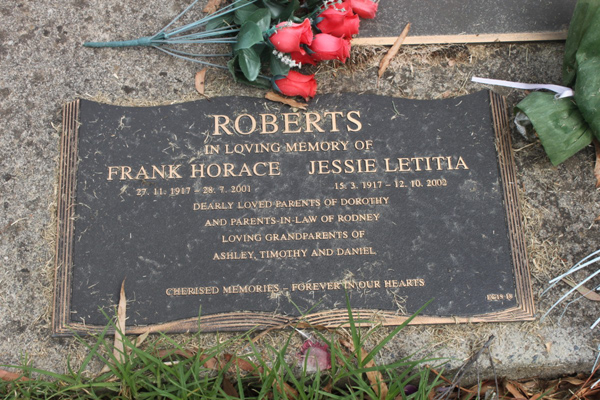 ROBERTS
IN LOVING MEMORY OF
FRANK HORACE JESSIE LETITIA
27. 11. 1917 - 28. 7. 2001 15. 3. 1917 - 12. 10. 2002
DEARLY LOVED PARENTS OF DOROTHY
AND PARENTS-IN-LAW OF RODNEY
LOVING GRANDPARENTS OF
ASHLEY, TIMOTHY AND DANIEL
CHERISED MEMORIES - FOREVER IN OUR HEARTS